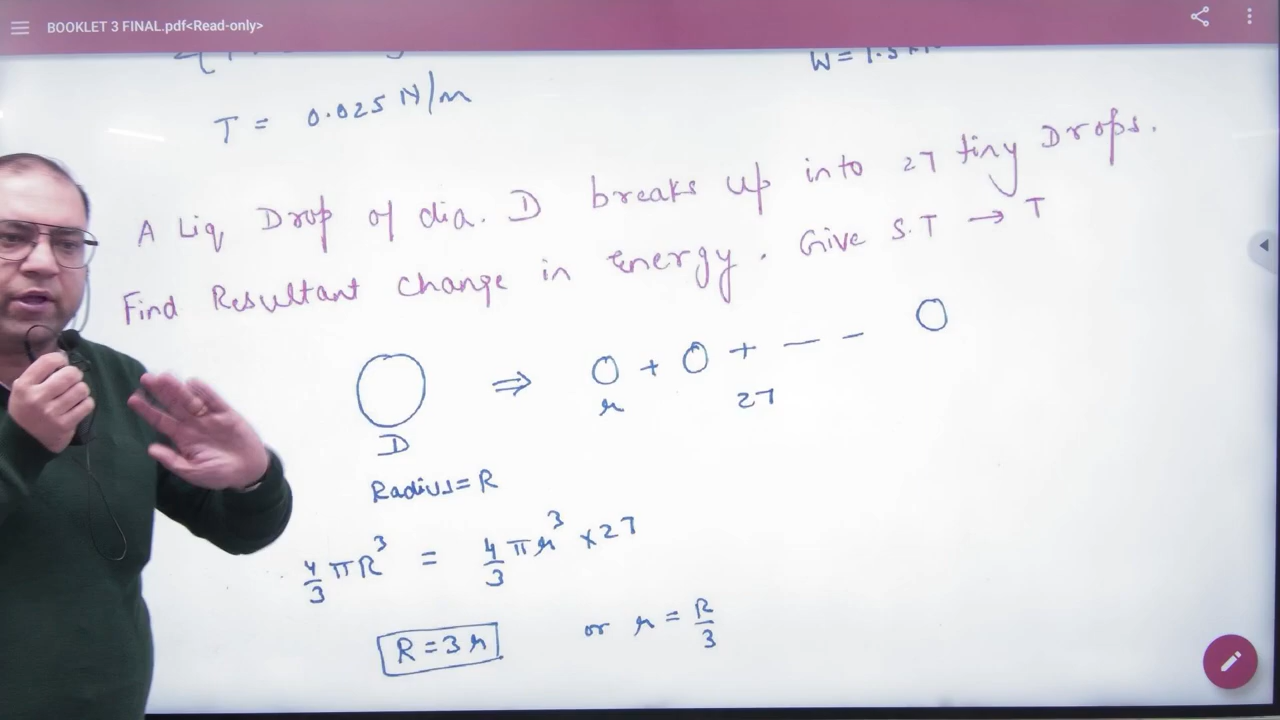 BOOKLET 3 FINAL.pdf<Read-only>
T = 0.025 N/m
A Liq Drop of dia. D breaks up into 27 tiny Drops.
Find Resultant change in Energy. Give S.T → T
⇒ + + — —
D r 27
Radius = R
4/3 πR³ = 4/3 πr³ × 27
R = 3r or r = R/3